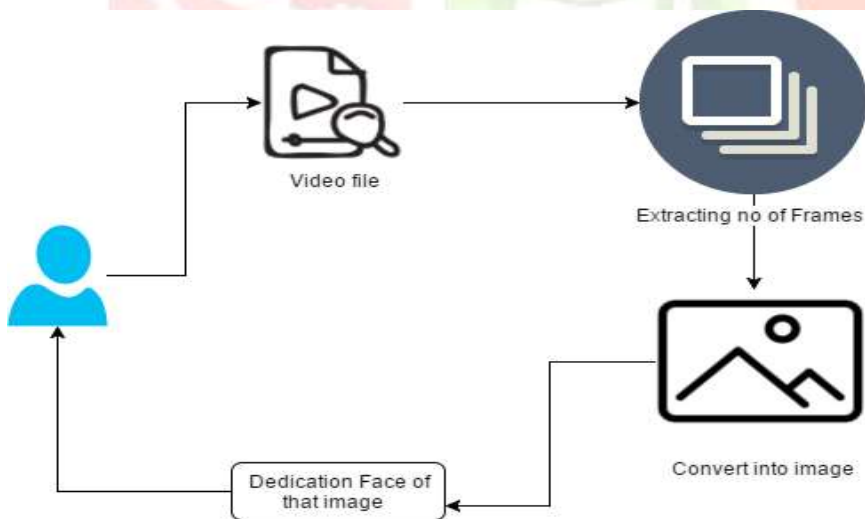 Video file
Extracting no of Frames
Convert into image
Dedication Face of
that image